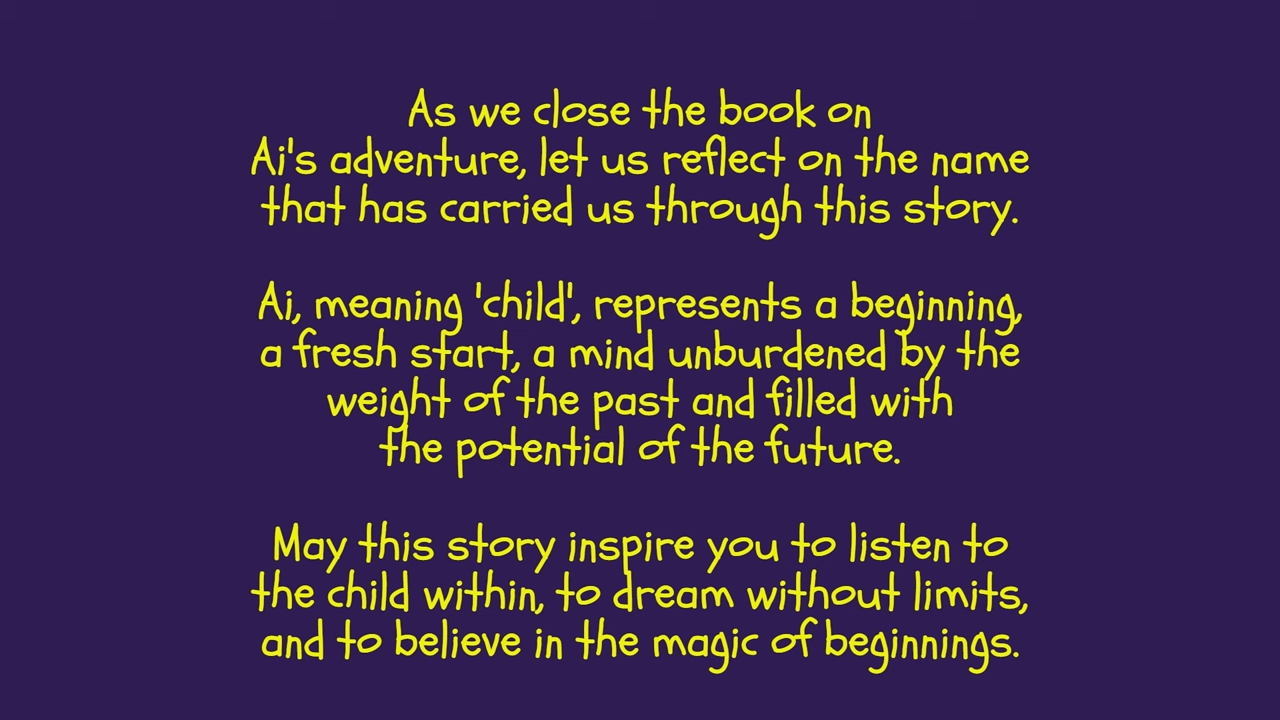 As we close the book on
Ai's adventure, let us reflect on the name
that has carried us through this story.
Ai, meaning 'child', represents a beginning,
a fresh start, a mind unburdened by the
weight of the past and filled with
the potential of the future.
May this story inspire you to listen to
the child within, to dream without limits,
and to believe in the magic of beginnings.